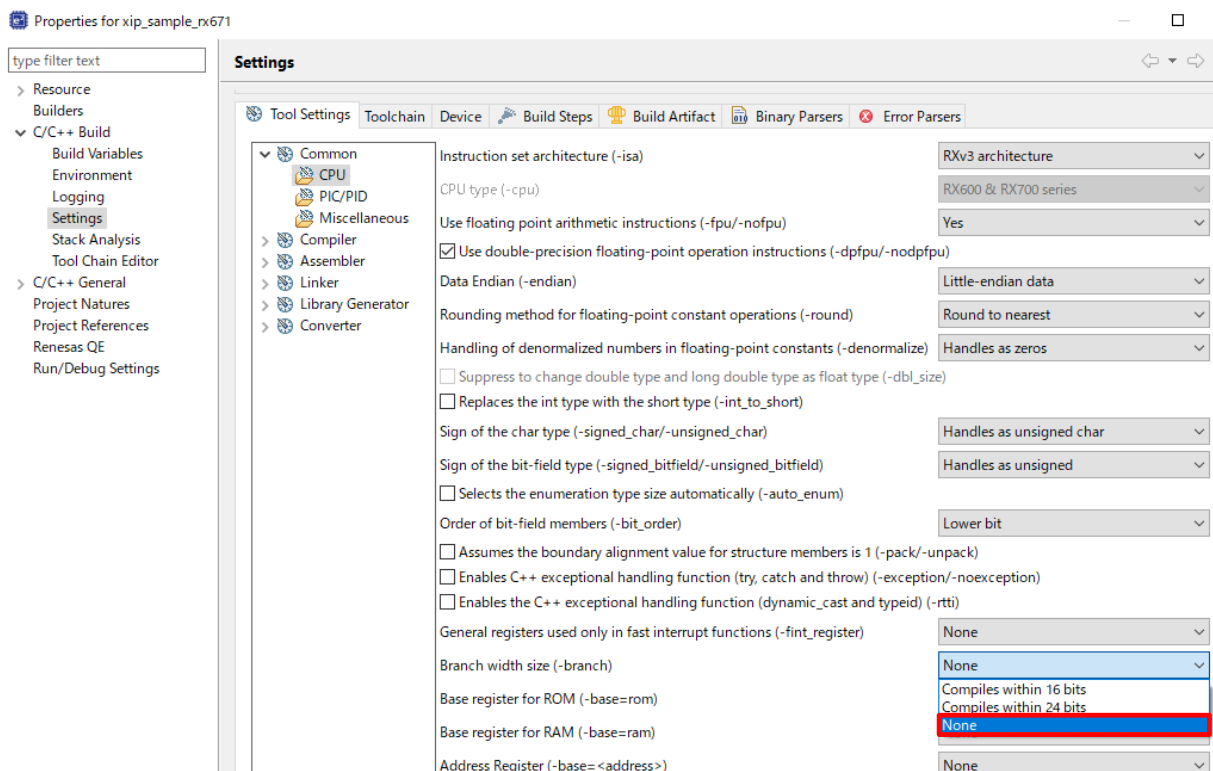 Properties for xip_sample_rx671
type filter text
Resource
Builders
C/C++ Build
Build Variables
Environment
Logging
Settings
Stack Analysis
Tool Chain Editor
C/C++ General
Project Natures
Project References
Renesas QE
Run/Debug Settings
Settings
Tool Settings Toolchain Device Build Steps Build Artifact Binary Parsers Error Parsers
Common
CPU
PIC/PID
Miscellaneous
Compiler
Assembler
Linker
Library Generator
Converter
Instruction set architecture (-isa) RXv3 architecture
CPU type (-cpu) RX600 & RX700 series
Use floating point arithmetic instructions (-fpu/-nofpu) Yes
Use double-precision floating-point operation instructions (-dpfpu/-nodpfpu)
Data Endian (-endian) Little-endian data
Rounding method for floating-point constant operations (-round) Round to nearest
Handling of denormalized numbers in floating-point constants (-denormalize) Handles as zeros
Suppress to change double type and long double type as float type (-dbl_size)
Replaces the int type with the short type (-int_to_short)
Sign of the char type (-signed_char/-unsigned_char) Handles as unsigned char
Sign of the bit-field type (-signed_bitfield/-unsigned_bitfield) Handles as unsigned
Selects the enumeration type size automatically (-auto_enum)
Order of bit-field members (-bit_order) Lower bit
Assumes the boundary alignment value for structure members is 1 (-pack/-unpack)
Enables C++ exceptional handling function (try, catch and throw) (-exception/-noexception)
Enables the C++ exceptional handling function (dynamic_cast and typeid) (-rtti)
General registers used only in fast interrupt functions (-fint_register) None
Branch width size (-branch) None
Compiles within 16 bits
Base register for ROM (-base=rom)
Compiles within 24 bits
None
Base register for RAM (-base=ram)
Address Register (-base=<address>) None